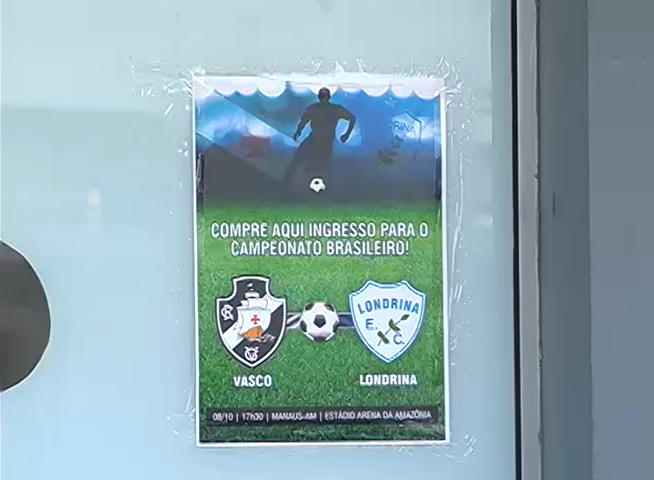 COMPRE AQUI INGRESSO PARA O
CAMPEONATO BRASILEIRO!
LONDRINA
E.
C.
VASCO
LONDRINA
08/10 | 17h30 | MANAUS-AM | ESTÁDIO ARENA DA AMAZÔNIA